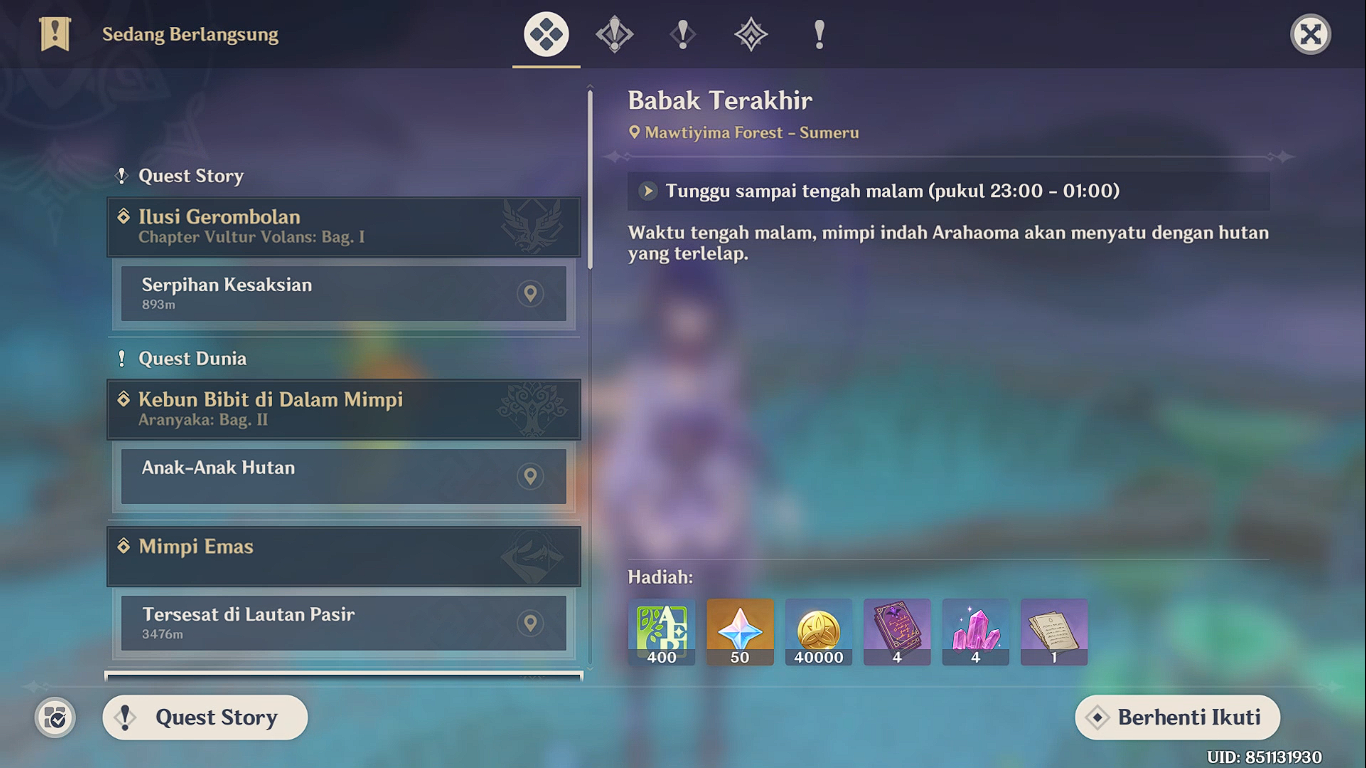 Sedang Berlangsung
Quest Story
Ilusi Gerombolan
Chapter Vultur Volans: Bag. I
Serpihan Kesaksian
893m
Quest Dunia
Kebun Bibit di Dalam Mimpi
Aranyaka: Bag. II
Anak-Anak Hutan
Mimpi Emas
Tersesat di Lautan Pasir
3476m
Quest Story
Babak Terakhir
Mawtiyima Forest - Sumeru
Tunggu sampai tengah malam (pukul 23:00 - 01:00)
Waktu tengah malam, mimpi indah Arahaoma akan menyatu dengan hutan
yang terlelap.
Hadiah:
400 50 40000 4 4 1
Berhenti Ikuti
UID: 851131930